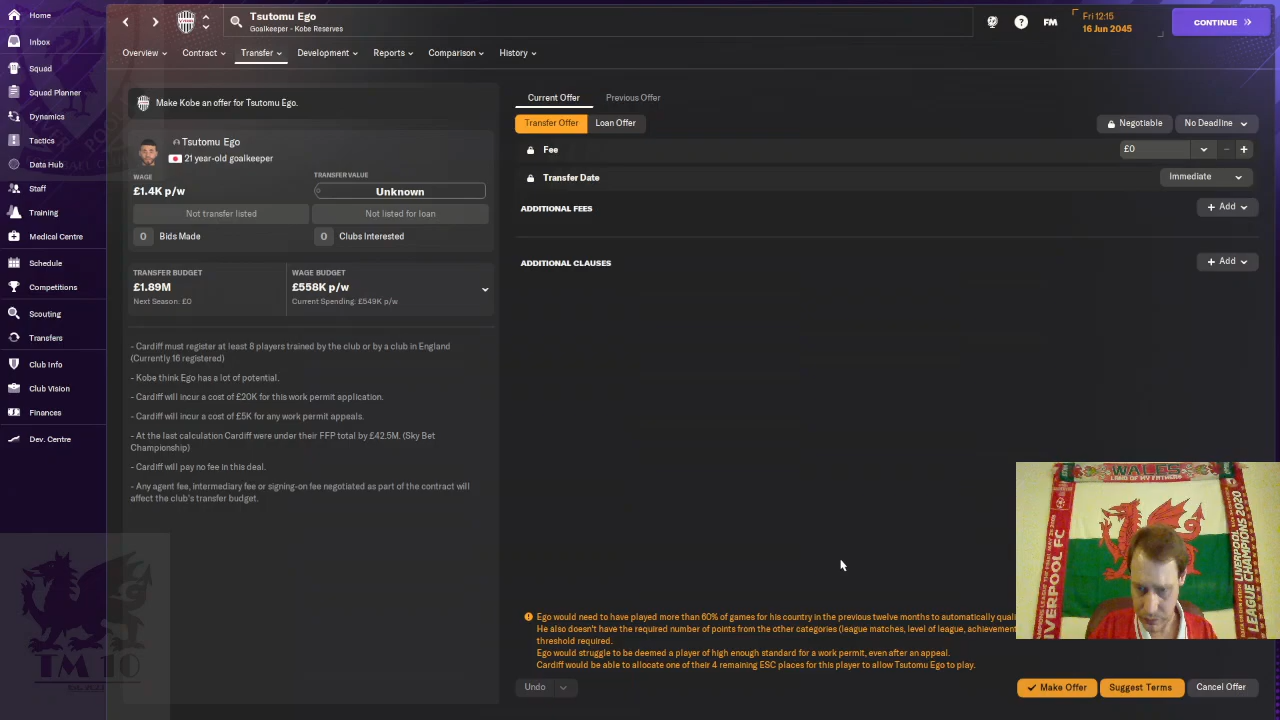 Home
Inbox
Squad
Squad Planner
Dynamics
Tactics
Data Hub
Staff
Training
Medical Centre
Schedule
Competitions
Scouting
Transfers
Club Info
Club Vision
Finances
Dev. Centre
Tsutomu Ego
Goalkeeper - Kobe Reserves
FM
Fri 12:15
16 Jun 2045
CONTINUE
Overview
Contract
Transfer
Development
Reports
Comparison
History
Make Kobe an offer for Tsutomu Ego.
Tsutomu Ego
21 year-old goalkeeper
WAGE
£1.4K p/w
TRANSFER VALUE
Unknown
Not transfer listed
Not listed for loan
0 Bids Made
0 Clubs Interested
TRANSFER BUDGET
£1.89M
Next Season: £0
WAGE BUDGET
£558K p/w
Current Spending: £549K p/w
- Cardiff must register at least 8 players trained by the club or by a club in England
(Currently 16 registered)
- Kobe think Ego has a lot of potential.
- Cardiff will incur a cost of £20K for this work permit application.
- Cardiff will incur a cost of £5K for any work permit appeals.
- At the last calculation Cardiff were under their FFP total by £42.5M. (Sky Bet
Championship)
- Cardiff will pay no fee in this deal.
- Any agent fee, intermediary fee or signing-on fee negotiated as part of the contract will
affect the club's transfer budget.
Current Offer
Previous Offer
Transfer Offer
Loan Offer
Negotiable
No Deadline
Fee
£0
Transfer Date
Immediate
ADDITIONAL FEES
+ Add
ADDITIONAL CLAUSES
+ Add
Ego would need to have played more than 60% of games for his country in the previous twelve months to automatically quali
He also doesn't have the required number of points from the other categories (league matches, level of league, achievement
threshold required.
Ego would struggle to be deemed a player of high enough standard for a work permit, even after an appeal.
Cardiff would be able to allocate one of their 4 remaining ESC places for this player to allow Tsutomu Ego to play.
Undo
Make Offer
Suggest Terms
Cancel Offer
WALES
LAND OF MY FATHERS
LIVERPOOL FC
LIVERPOOL
LEAGUE CHAMPIONS 2020
TM 10